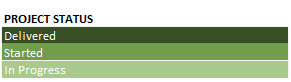 PROJECT STATUS
Delivered
Started
In Progress